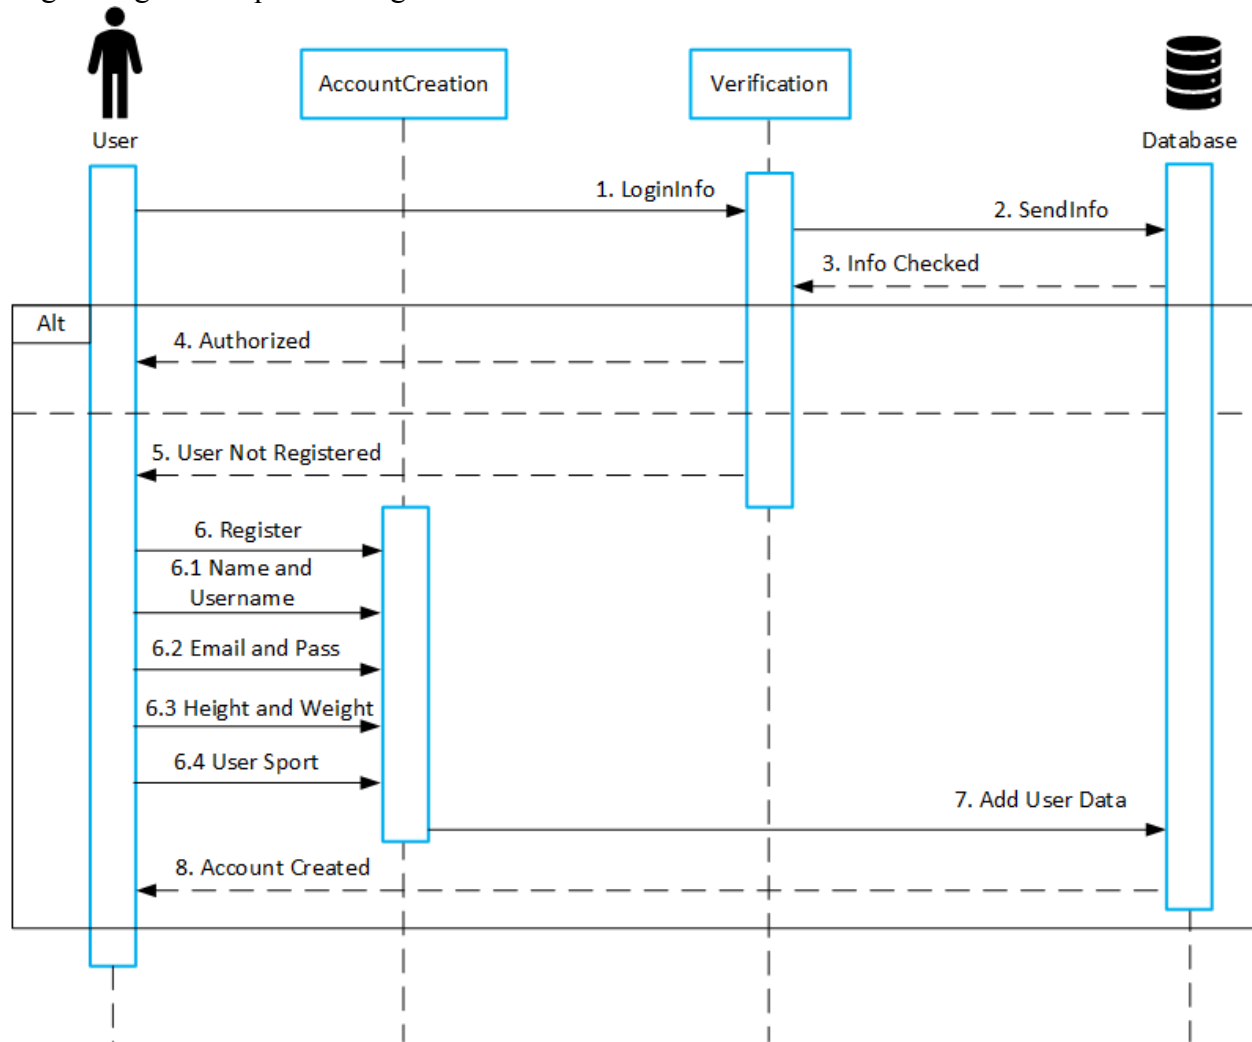 AccountCreation
Verification
User
Database
1. LoginInfo
2. SendInfo
3. Info Checked
Alt
4. Authorized
5. User Not Registered
6. Register
6.1 Name and
Username
6.2 Email and Pass
6.3 Height and Weight
6.4 User Sport
7. Add User Data
8. Account Created